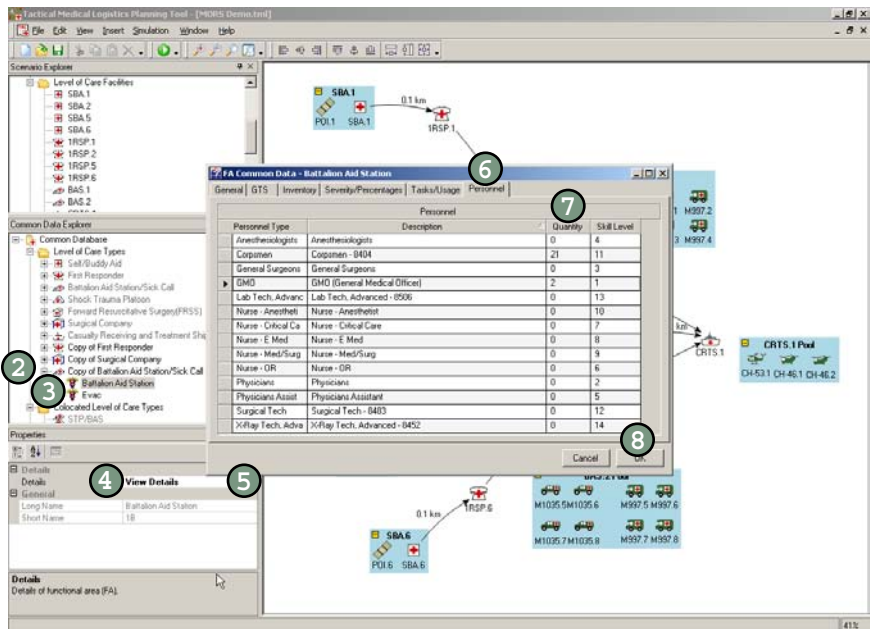 Tactical Medical Logistics Planning Tool - [MORS Demo.tml]
File Edit View Insert Simulation Window Help
Scenario Explorer
Level of Care Facilities
SBA.1
SBA.2
SBA.5
SBA.6
1RSP.1
1RSP.2
1RSP.5
1RSP.6
BAS.1
BAS.2
Common Data Explorer
Common Database
Level of Care Types
Self/Buddy Aid
First Responder
Battalion Aid Station/Sick Call
Shock Trauma Platoon
Forward Resuscitative Surgery(FRSS)
Surgical Company
Casualty Receiving and Treatment Ship
Copy of First Responder
Copy of Surgical Company
2 Copy of Battalion Aid Station/Sick Call
3 Battalion Aid Station
Evac
Colocated Level of Care Types
STP/BAS
Properties
Details
Details 4 View Details 5
General
Long Name Battalion Aid Station
Short Name 1B
Details
Details of functional area (FA).
SBA.1
POI.1 SBA.1
0.1 km
1RSP.1
6
FA Common Data - Battalion Aid Station
General GTS Inventory Severity/Percentages Tasks/Usage Personnel
7
Personnel
Personnel Type Description Quantity Skill Level
Anesthesiologists Anesthesiologists 0 4
Corpsmen Corpsmen - 8404 21 11
General Surgeons General Surgeons 0 3
GMO GMO (General Medical Officer) 2 1
Lab Tech, Advanc Lab Tech, Advanced - 8506 0 13
Nurse - Anestheti Nurse - Anesthetist 0 10
Nurse - Critical Ca Nurse - Critical Care 0 7
Nurse - E Med Nurse - E Med 0 8
Nurse - Med/Surg Nurse - Med/Surg 0 9
Nurse - OR Nurse - OR 0 6
Physicians Physicians 0 2
Physicians Assist Physicians Assistant 0 5
Surgical Tech Surgical Tech - 8483 0 12
X-Ray Tech, Adva X-Ray Tech, Advanced - 8452 0 14
8
Cancel
1 M997.2
3 M997.4
km
CRTS.1
CRTS.1 Pool
CH-53.1 CH-46.1 CH-46.2
M1035.5 M1035.6 M997.5 M997.6
M1035.7 M1035.8 M997.7 M997.8
1RSP.6
0.1 km
SBA.6
POI.6 SBA.6
41%